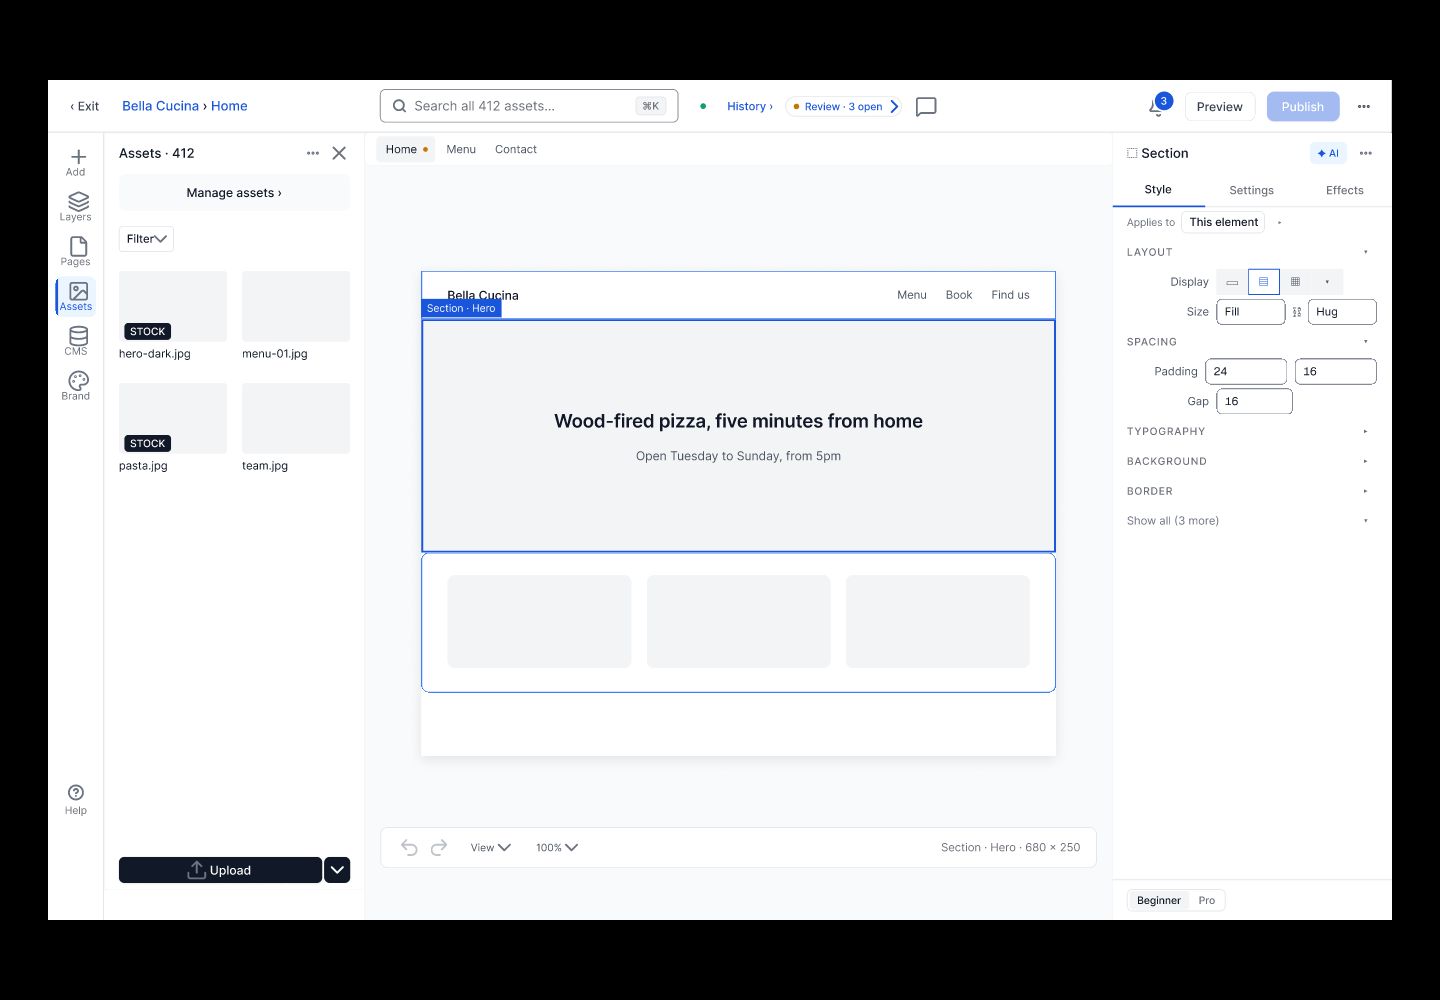 ‹ Exit
Bella Cucina › Home
Search all 412 assets...
⌘K
History ›
Review · 3 open
3
Preview
Publish
Add
Layers
Pages
Assets
CMS
Brand
Help
Assets · 412
Manage assets ›
Filter
STOCK
hero-dark.jpg
menu-01.jpg
STOCK
pasta.jpg
team.jpg
Upload
Home
Menu
Contact
Bella Cucina
Menu
Book
Find us
Section · Hero
Wood-fired pizza, five minutes from home
Open Tuesday to Sunday, from 5pm
View
100%
Section · Hero · 680 × 250
Section
AI
Style
Settings
Effects
Applies to
This element
LAYOUT
Display
Size
Fill
Hug
SPACING
Padding
24
16
Gap
16
TYPOGRAPHY
BACKGROUND
BORDER
Show all (3 more)
Beginner
Pro